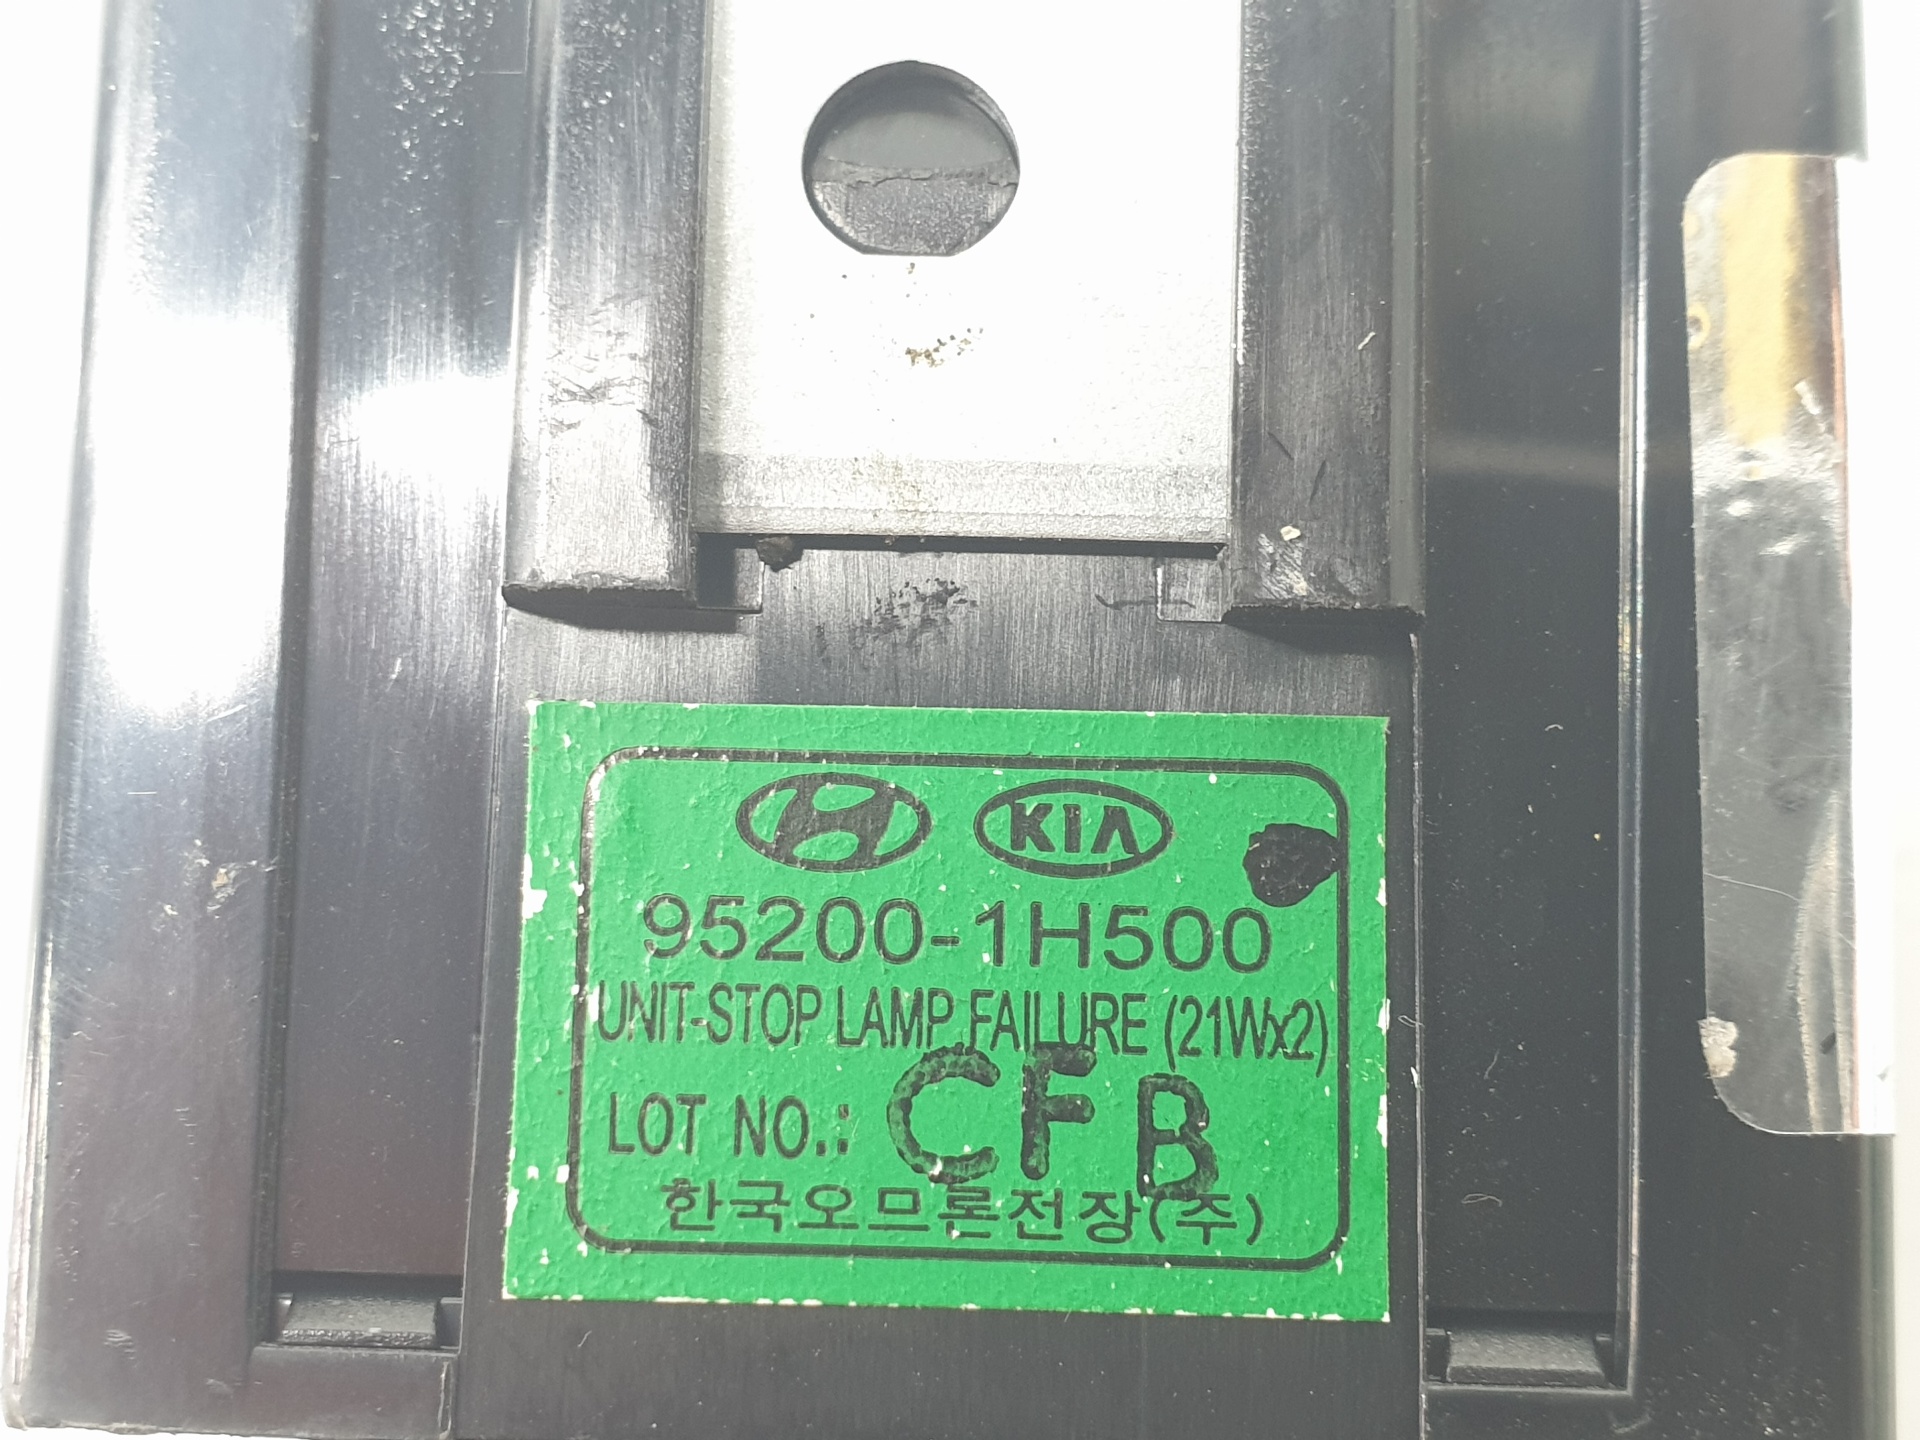 KIA
95200-1H500
UNIT-STOP LAMP FAILURE (21Wx2)
LOT NO.: CFB
한국오므론전장(주)